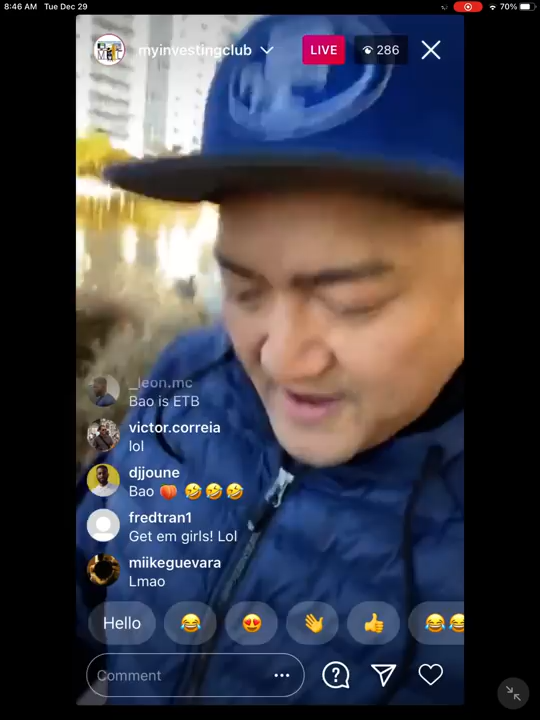 8:46 AM Tue Dec 29
70%
myinvestingclub
LIVE
286
_leon.mc
Bao is ETB
victor.correia
lol
djjoune
Bao 🍑 🤣🤣🤣
fredtran1
Get em girls! Lol
miikeguevara
Lmao
Hello 😂 😍 👋 👍 😂😂
Comment